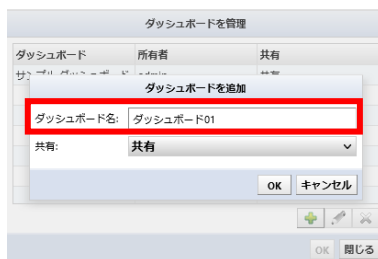 ダッシュボードを管理
ダッシュボード 所有者 共有
ダッシュボードを追加
ダッシュボード名: ダッシュボード01
共有: 共有
OK キャンセル
OK 閉じる